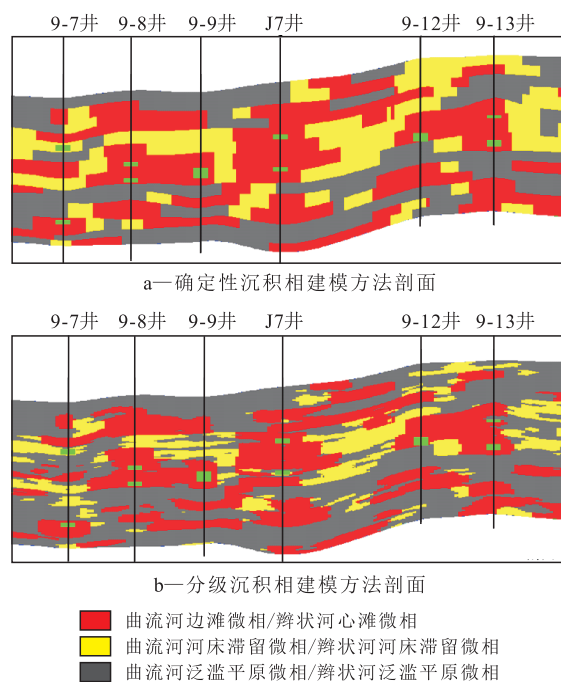 9-7井 9-8井 9-9井 J7井 9-12井 9-13井
a—确定性沉积相建模方法剖面
9-7井 9-8井 9-9井 J7井 9-12井 9-13井
b—分级沉积相建模方法剖面
曲流河边滩微相/辫状河心滩微相
曲流河河床滞留微相/辫状河河床滞留微相
曲流河泛滥平原微相/辫状河泛滥平原微相